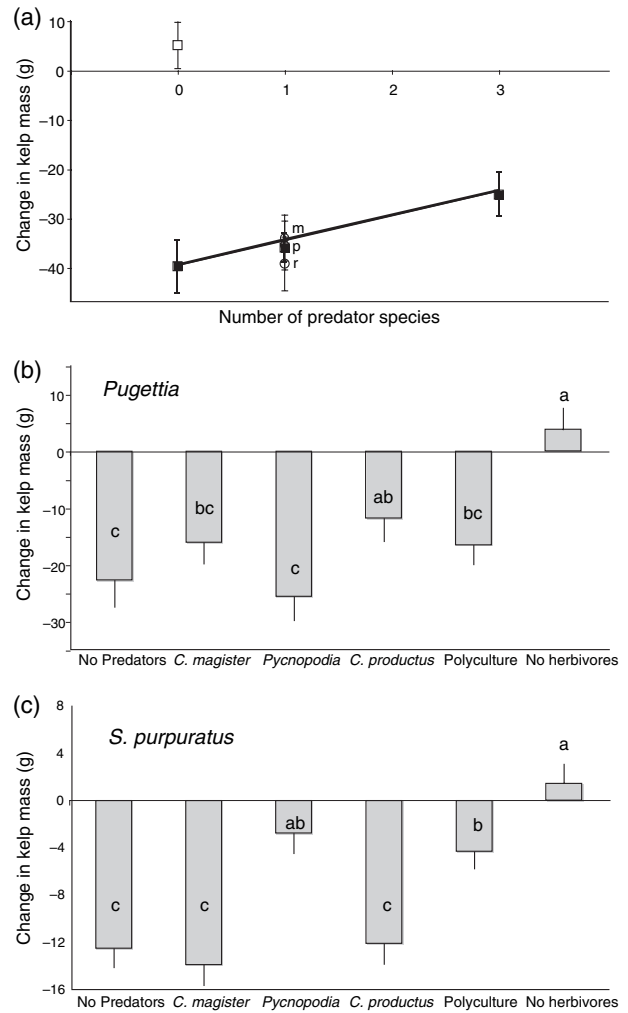 (a)
10
0
−10
−20
−30
−40
Change in kelp mass (g)
0 1 2 3
m
p
r
Number of predator species
(b)
Pugettia
10
0
−10
−20
−30
Change in kelp mass (g)
c bc c ab bc a
No Predators C. magister Pycnopodia C. productus Polyculture No herbivores
(c)
S. purpuratus
8
4
0
−4
−8
−12
−16
Change in kelp mass (g)
c c ab c b a
No Predators C. magister Pycnopodia C. productus Polyculture No herbivores